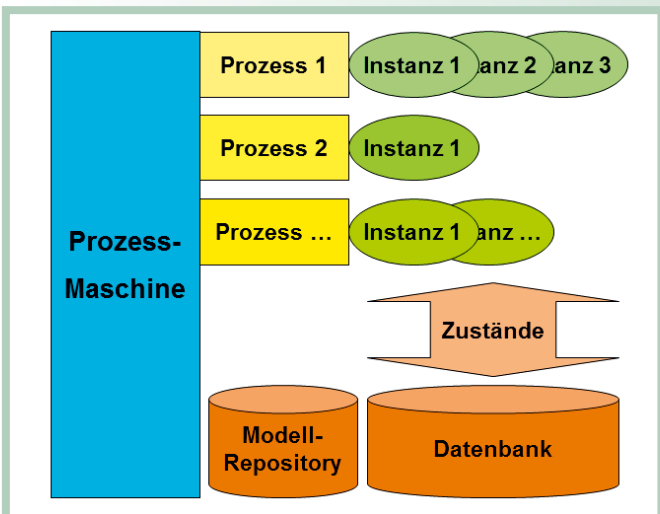 Prozess 1
Instanz 1
anz 2
anz 3
Prozess 2
Instanz 1
Prozess …
Instanz 1
anz …
Prozess-
Maschine
Zustände
Modell-
Repository
Datenbank